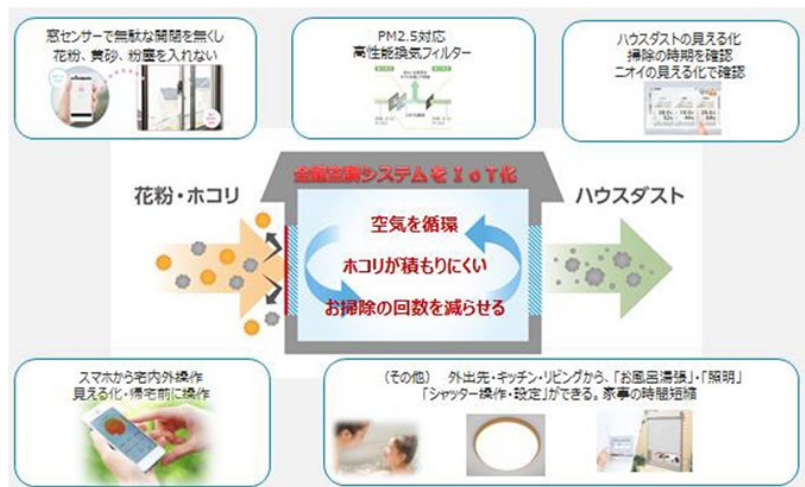 窓センサーで無駄な開閉を無くし
花粉、黄砂、粉塵を入れない
PM2.5対応
高性能換気フィルター
ハウスダストの見える化
掃除の時期を確認
ニオイの見える化で確認
全館空調システムをIoT化
花粉・ホコリ
空気を循環
ハウスダスト
ホコリが積もりにくい
お掃除の回数を減らせる
スマホから宅内外操作
見える化・帰宅前に操作
(その他) 外出先・キッチン・リビングから、「お風呂湯張」・「照明」
「シャッター操作・設定」ができる。家事の時間短縮